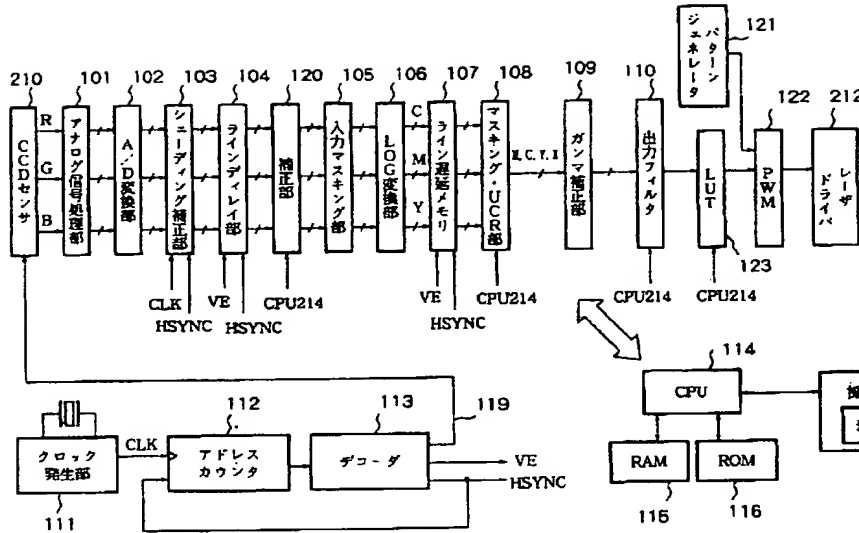 210
101
102
103
104
120
105
106
107
108
109
110
121
122
212
CCDセンサ
R
G
B
アナログ信号処理部
A/D変換部
シェーディング補正部
ラインディレイ部
補正部
入力マスキング部
LOG変換部
C
M
Y
ライン遅延メモリ
マスキング・UCR部
M, C, Y, K
ガンマ補正部
出力フィルタ
LUT
123
パターン
ジェネレータ
PWM
レーザ
ドライバ
CLK
HSYNC
VE
HSYNC
CPU214
VE
HSYNC
CPU214
CPU214
CPU214
クロック
発生部
111
CLK
112
アドレス
カウンタ
113
デコーダ
119
VE
HSYNC
114
CPU
RAM
115
ROM
116